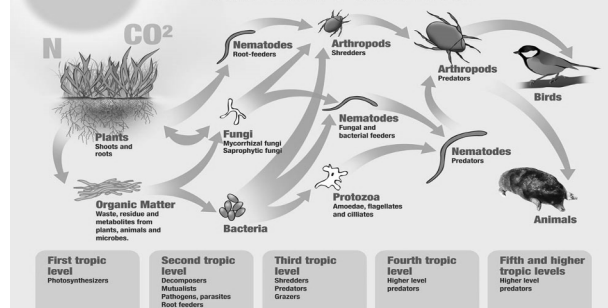 N
CO²
Nematodes
Root-feeders
Arthropods
Shredders
Arthropods
Predators
Birds
Plants
Shoots and
roots
Fungi
Mycorrhizal fungi
Saprophytic fungi
Nematodes
Fungal and
bacterial feeders
Nematodes
Predators
Organic Matter
Waste, residue and
metabolites from
plants, animals and
microbes.
Bacteria
Protozoa
Amoedae, flagellates
and cilliates
Animals
First tropic
level
Photosynthesizers
Second tropic
level
Decomposers
Mutualists
Pathogens, parasites
Root feeders
Third tropic
level
Shredders
Predators
Grazers
Fourth tropic
level
Higher level
predators
Fifth and higher
tropic levels
Higher level
predators